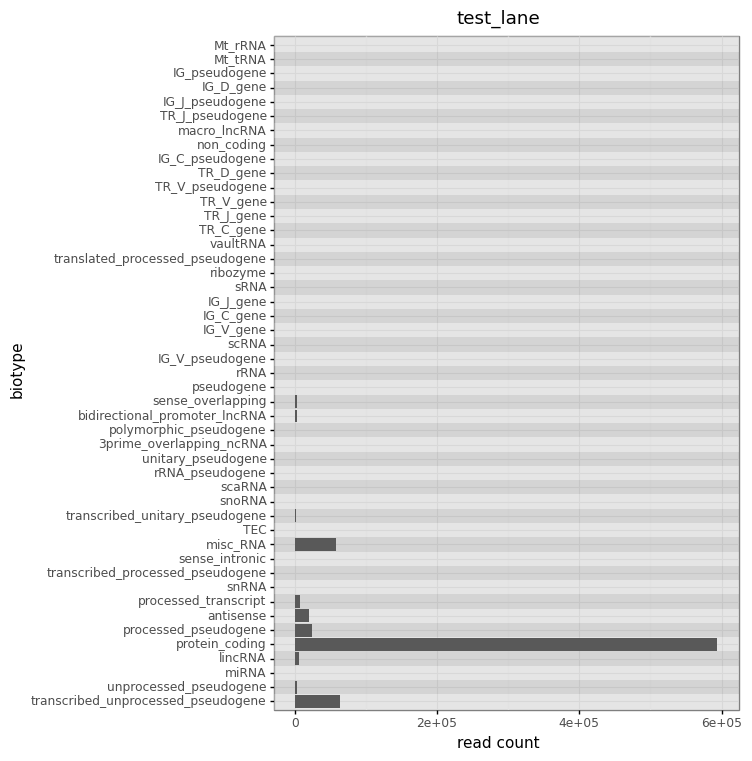 test_lane
biotype
Mt_rRNA
Mt_tRNA
IG_pseudogene
IG_D_gene
IG_J_pseudogene
TR_J_pseudogene
macro_lncRNA
non_coding
IG_C_pseudogene
TR_D_gene
TR_V_pseudogene
TR_V_gene
TR_J_gene
TR_C_gene
vaultRNA
translated_processed_pseudogene
ribozyme
sRNA
IG_J_gene
IG_C_gene
IG_V_gene
scRNA
IG_V_pseudogene
rRNA
pseudogene
sense_overlapping
bidirectional_promoter_lncRNA
polymorphic_pseudogene
3prime_overlapping_ncRNA
unitary_pseudogene
rRNA_pseudogene
scaRNA
snoRNA
transcribed_unitary_pseudogene
TEC
misc_RNA
sense_intronic
transcribed_processed_pseudogene
snRNA
processed_transcript
antisense
processed_pseudogene
protein_coding
lincRNA
miRNA
unprocessed_pseudogene
transcribed_unprocessed_pseudogene
0 2e+05 4e+05 6e+05
read count